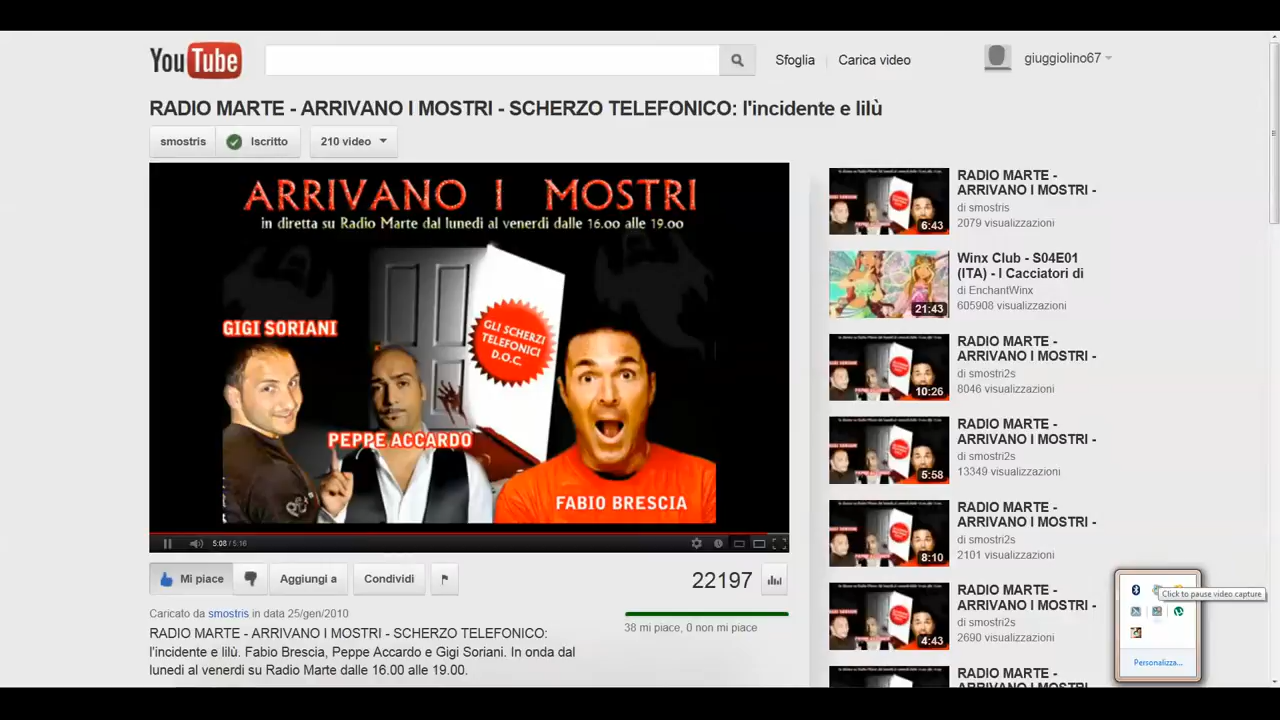 YouTube
Sfoglia
Carica video
giuggiolino67
RADIO MARTE - ARRIVANO I MOSTRI - SCHERZO TELEFONICO: l'incidente e lilù
smostris
Iscritto
210 video
ARRIVANO I MOSTRI
in diretta su Radio Marte dal lunedì al venerdì dalle 16.00 alle 19.00
GIGI SORIANI
GLI SCHERZI
TELEFONICI
D.O.C.
PEPPE ACCARDO
FABIO BRESCIA
5:08 / 5:16
Mi piace
Aggiungi a
Condividi
22197
Caricato da smostris in data 25/gen/2010
38 mi piace, 0 non mi piace
RADIO MARTE - ARRIVANO I MOSTRI - SCHERZO TELEFONICO:
l'incidente e lilù. Fabio Brescia, Peppe Accardo e Gigi Soriani. In onda dal
lunedì al venerdì su Radio Marte dalle 16.00 alle 19.00.
6:43
RADIO MARTE -
ARRIVANO I MOSTRI -
di smostris
2079 visualizzazioni
21:43
Winx Club - S04E01
(ITA) - I Cacciatori di
di EnchantWinx
605908 visualizzazioni
10:26
RADIO MARTE -
ARRIVANO I MOSTRI -
di smostri2s
8046 visualizzazioni
5:58
RADIO MARTE -
ARRIVANO I MOSTRI -
di smostri2s
13349 visualizzazioni
8:10
RADIO MARTE -
ARRIVANO I MOSTRI -
di smostri2s
2101 visualizzazioni
4:43
RADIO MARTE -
ARRIVANO I MOSTRI -
di smostri2s
2690 visualizzazioni
RADIO MARTE -
ARRIVANO I MOSTRI -
Click to pause video capture
Personalizza...